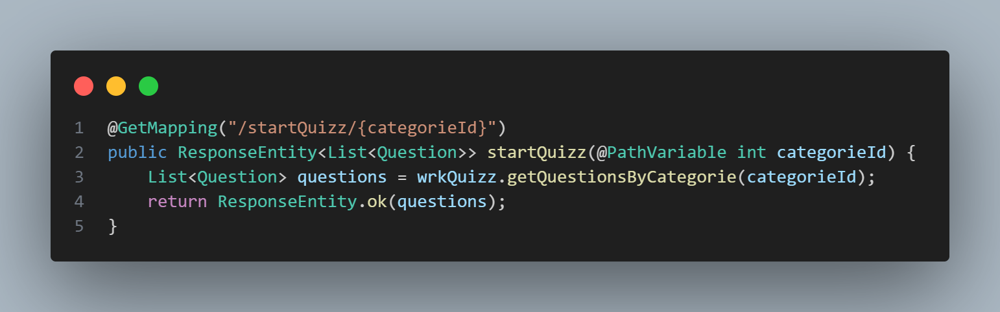 1 @GetMapping("/startQuizz/{categorieId}")
2 public ResponseEntity<List<Question>> startQuizz(@PathVariable int categorieId) {
3     List<Question> questions = wrkQuizz.getQuestionsByCategorie(categorieId);
4     return ResponseEntity.ok(questions);
5 }